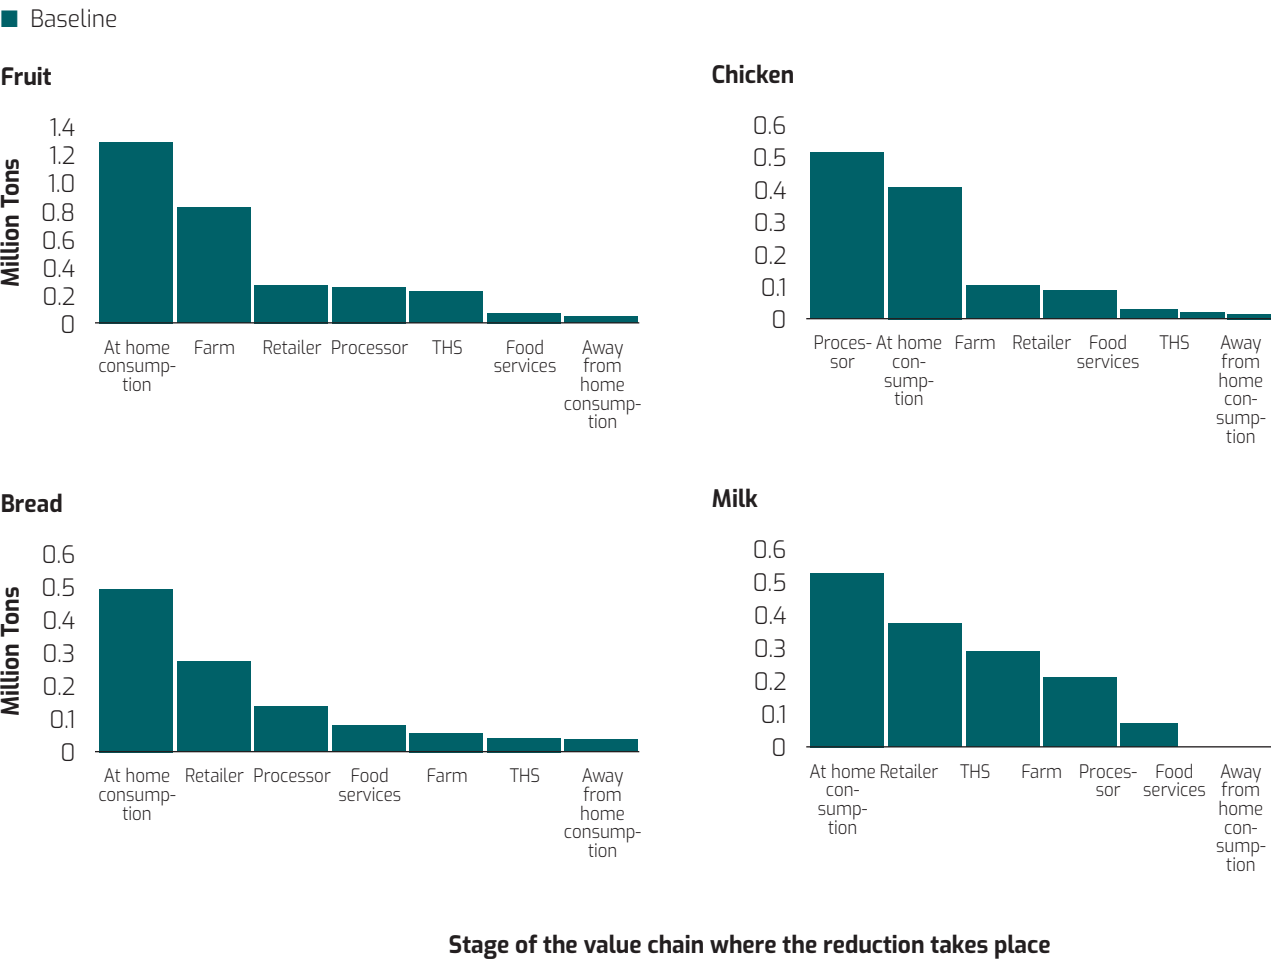 Baseline
Fruit
Million Tons
1.4
1.2
1.0
0.8
0.6
0.4
0.2
0
At home
consump-
tion
Farm
Retailer
Processor
THS
Food
services
Away
from
home
consump-
tion
Chicken
0.6
0.5
0.4
0.3
0.2
0.1
0
Proces-
sor
At home
con-
sump-
tion
Farm
Retailer
Food
services
THS
Away
from
home
con-
sump-
tion
Bread
Million Tons
0.6
0.5
0.4
0.3
0.2
0.1
0
At home
consump-
tion
Retailer
Processor
Food
services
Farm
THS
Away
from
home
consump-
tion
Milk
0.6
0.5
0.4
0.3
0.2
0.1
0
At home
con-
sump-
tion
Retailer
THS
Farm
Proces-
sor
Food
services
Away
from
home
con-
sump-
tion
Stage of the value chain where the reduction takes place